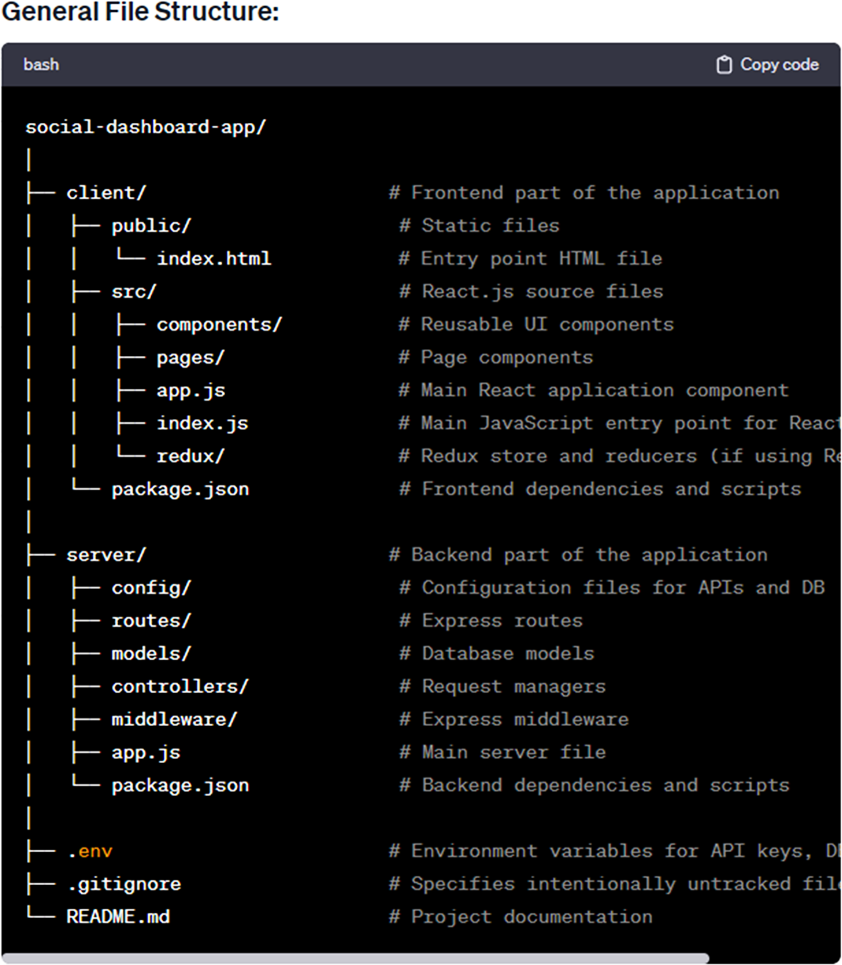 General File Structure:
bash
Copy code
social-dashboard-app/
│
├── client/ # Frontend part of the application
│ ├── public/ # Static files
│ │ └── index.html # Entry point HTML file
│ ├── src/ # React.js source files
│ │ ├── components/ # Reusable UI components
│ │ ├── pages/ # Page components
│ │ ├── app.js # Main React application component
│ │ ├── index.js # Main JavaScript entry point for React
│ │ └── redux/ # Redux store and reducers (if using Re
│ └── package.json # Frontend dependencies and scripts
│
├── server/ # Backend part of the application
│ ├── config/ # Configuration files for APIs and DB
│ ├── routes/ # Express routes
│ ├── models/ # Database models
│ ├── controllers/ # Request managers
│ ├── middleware/ # Express middleware
│ ├── app.js # Main server file
│ └── package.json # Backend dependencies and scripts
│
├── .env # Environment variables for API keys, D
├── .gitignore # Specifies intentionally untracked file
└── README.md # Project documentation